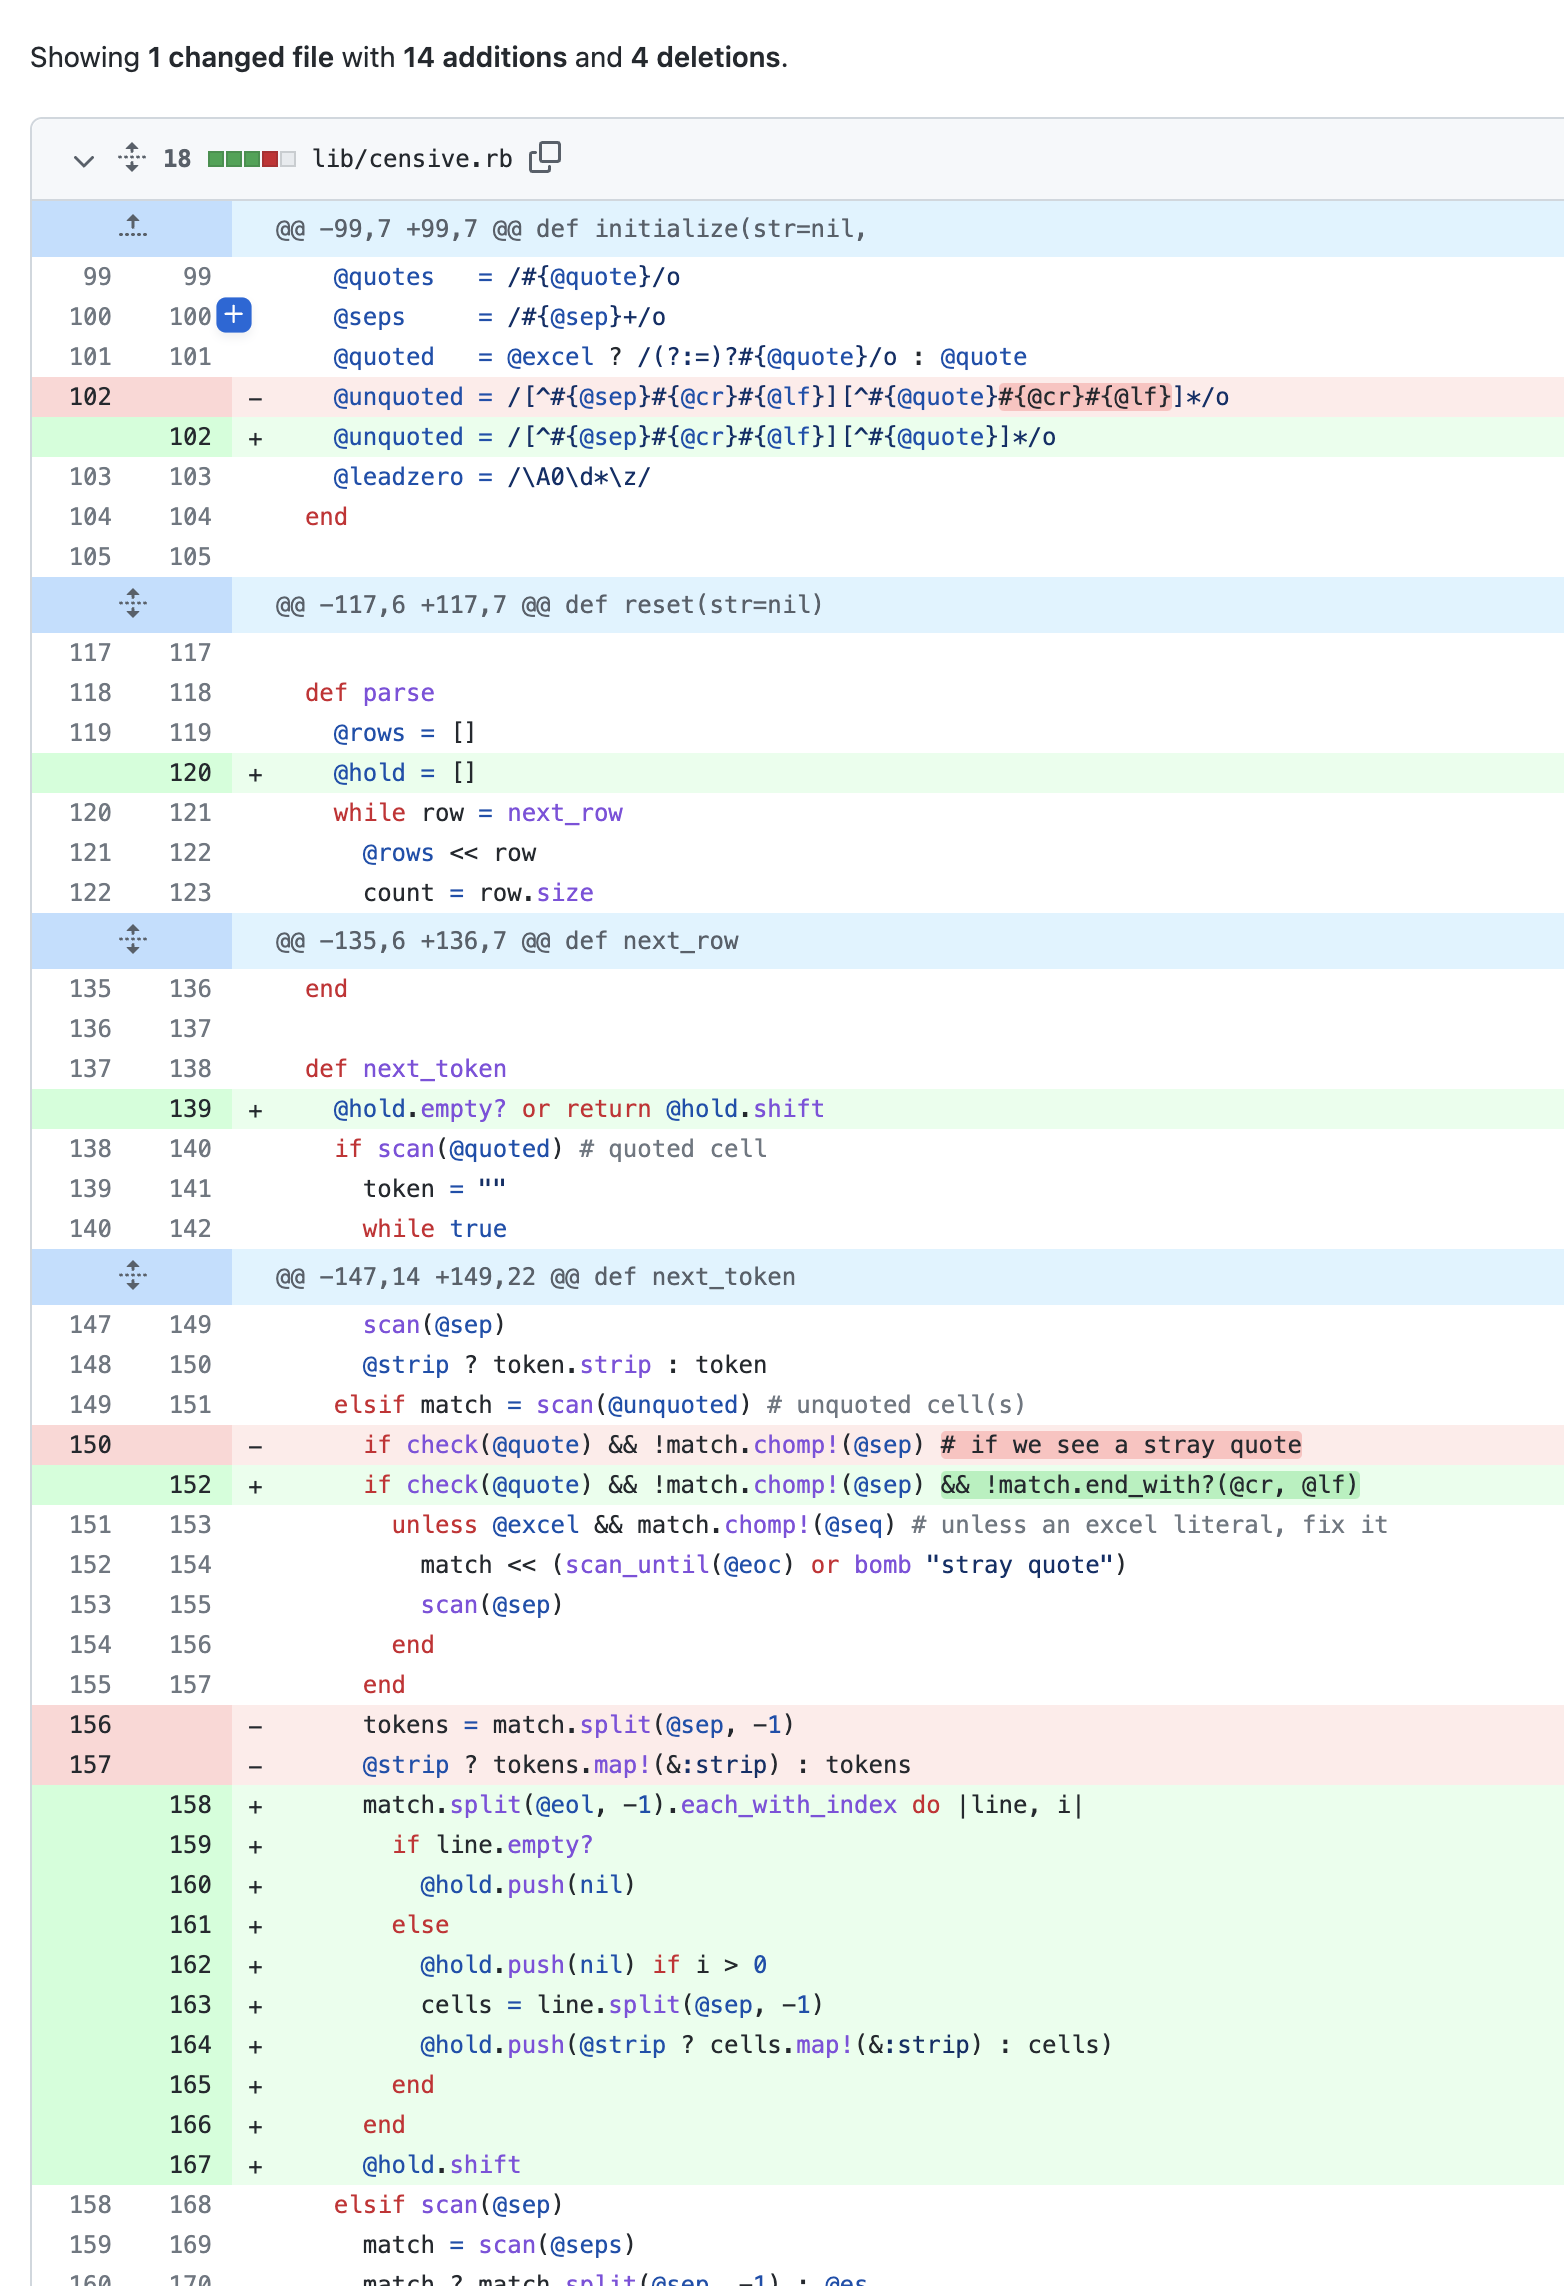 Showing 1 changed file with 14 additions and 4 deletions.
18 lib/censive.rb
@@ -99,7 +99,7 @@ def initialize(str=nil,
99 99 @quotes = /#{@quote}/o
100 100 + @seps = /#{@sep}+/o
101 101 @quoted = @excel ? /(?:=)?#{@quote}/o : @quote
102 - @unquoted = /[^#{@sep}#{@cr}#{@lf}][^#{@quote}#{@cr}#{@lf}]*/o
102 + @unquoted = /[^#{@sep}#{@cr}#{@lf}][^#{@quote}]*/o
103 103 @leadzero = /\A0\d*\z/
104 104 end
105 105
@@ -117,6 +117,7 @@ def reset(str=nil)
117 117
118 118 def parse
119 119 @rows = []
120 + @hold = []
120 121 while row = next_row
121 122 @rows << row
122 123 count = row.size
@@ -135,6 +136,7 @@ def next_row
135 136 end
136 137
137 138 def next_token
139 + @hold.empty? or return @hold.shift
138 140 if scan(@quoted) # quoted cell
139 141 token = ""
140 142 while true
@@ -147,14 +149,22 @@ def next_token
147 149 scan(@sep)
148 150 @strip ? token.strip : token
149 151 elsif match = scan(@unquoted) # unquoted cell(s)
150 - if check(@quote) && !match.chomp!(@sep) # if we see a stray quote
152 + if check(@quote) && !match.chomp!(@sep) && !match.end_with?(@cr, @lf)
151 153 unless @excel && match.chomp!(@seq) # unless an excel literal, fix it
152 154 match << (scan_until(@eoc) or bomb "stray quote")
153 155 scan(@sep)
154 156 end
155 157 end
156 - tokens = match.split(@sep, -1)
157 - @strip ? tokens.map!(&:strip) : tokens
158 + match.split(@eol, -1).each_with_index do |line, i|
159 + if line.empty?
160 + @hold.push(nil)
161 + else
162 + @hold.push(nil) if i > 0
163 + cells = line.split(@sep, -1)
164 + @hold.push(@strip ? cells.map!(&:strip) : cells)
165 + end
166 + end
167 + @hold.shift
158 168 elsif scan(@sep)
159 169 match = scan(@seps)
160 170 match ? match.split(@sep, -1) : @es